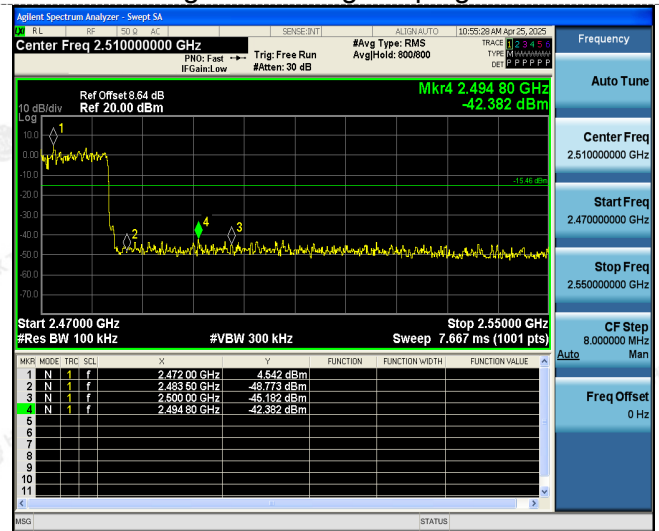 Agilent Spectrum Analyzer - Swept SA
RL RF 50 Ω AC SENSE:INT ALIGN AUTO 10:55:28 AM Apr 25, 2025
Center Freq 2.510000000 GHz
PNO: Fast
IFGain:Low
Trig: Free Run
#Atten: 30 dB
#Avg Type: RMS
Avg|Hold: 800/800
TRACE 1 2 3 4 5 6
TYPE M
DET P P P P P P
Frequency
Auto Tune
Center Freq
2.510000000 GHz
Start Freq
2.470000000 GHz
Stop Freq
2.550000000 GHz
CF Step
8.000000 MHz
Auto Man
Freq Offset
0 Hz
Ref Offset 8.64 dB
10 dB/div Ref 20.00 dBm
Log
Mkr4 2.494 80 GHz
-42.382 dBm
10.0
0.00
-10.0
-20.0
-30.0
-40.0
-50.0
-60.0
-70.0
1
2
4
3
-15.46 dBm
Start 2.47000 GHz Stop 2.55000 GHz
#Res BW 100 kHz #VBW 300 kHz Sweep 7.667 ms (1001 pts)
MKR MODE TRC SCL X Y FUNCTION FUNCTION WIDTH FUNCTION VALUE
1 N 1 f 2.472 00 GHz 4.542 dBm
2 N 1 f 2.483 50 GHz -48.773 dBm
3 N 1 f 2.500 00 GHz -45.182 dBm
4 N 1 f 2.494 80 GHz -42.382 dBm
5
6
7
8
9
10
11
MSG STATUS